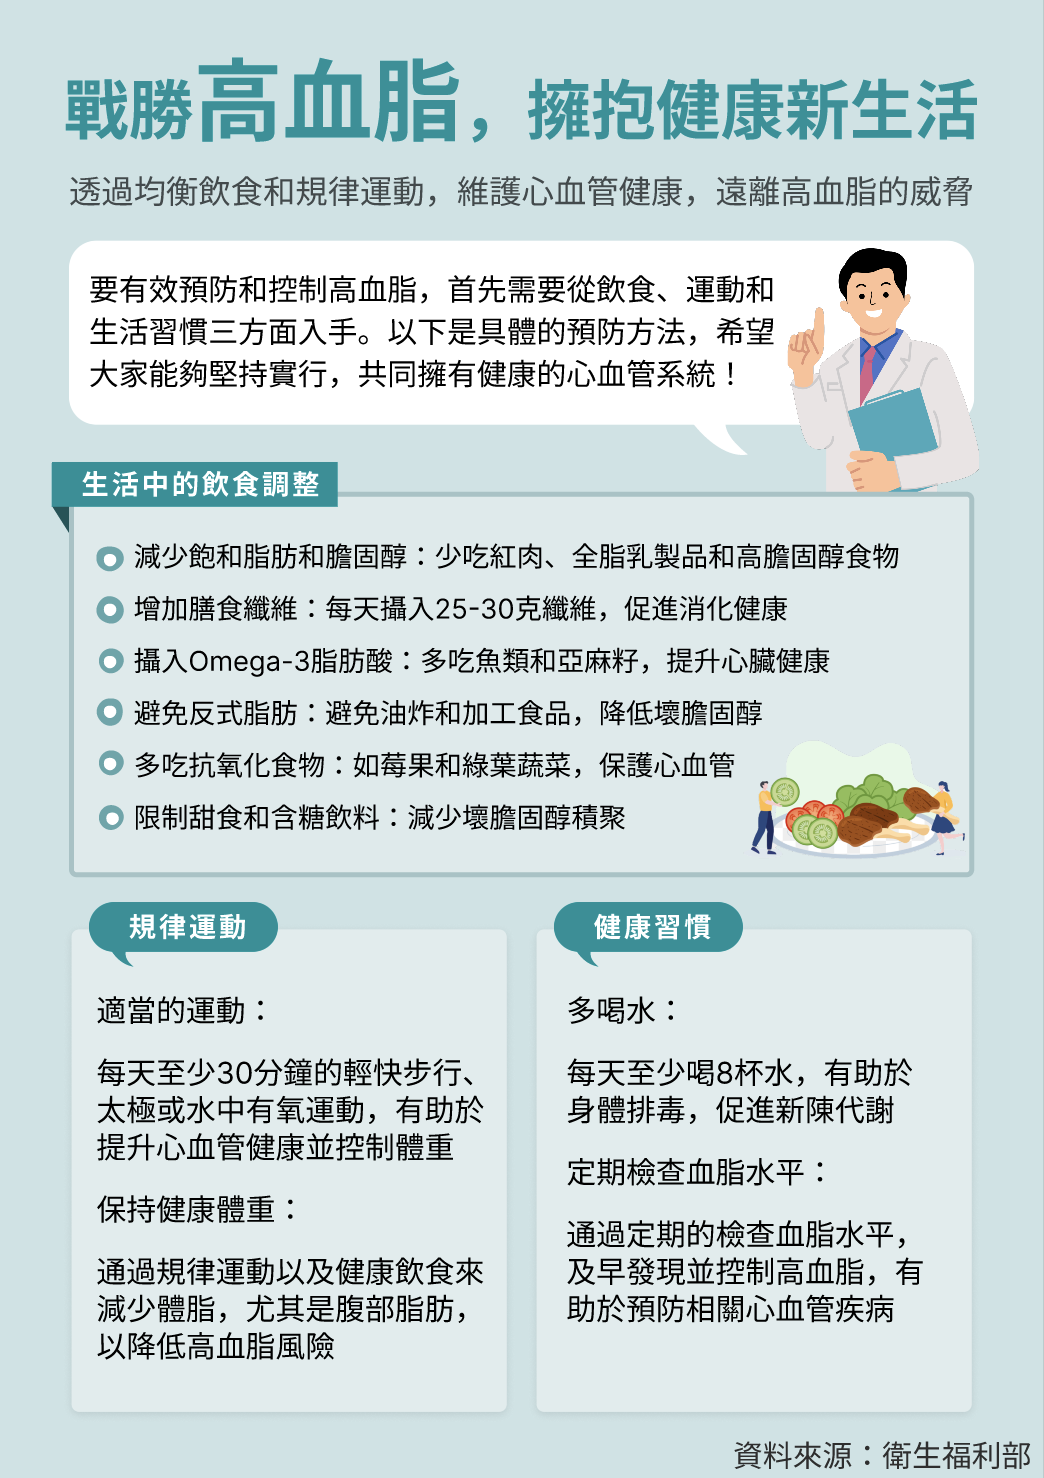 戰勝高血脂，擁抱健康新生活
透過均衡飲食和規律運動，維護心血管健康，遠離高血脂的威脅
要有效預防和控制高血脂，首先需要從飲食、運動和
生活習慣三方面入手。以下是具體的預防方法，希望
大家能夠堅持實行，共同擁有健康的心血管系統！
生活中的飲食調整
減少飽和脂肪和膽固醇：少吃紅肉、全脂乳製品和高膽固醇食物
增加膳食纖維：每天攝入25-30克纖維，促進消化健康
攝入Omega-3脂肪酸：多吃魚類和亞麻籽，提升心臟健康
避免反式脂肪：避免油炸和加工食品，降低壞膽固醇
多吃抗氧化食物：如莓果和綠葉蔬菜，保護心血管
限制甜食和含糖飲料：減少壞膽固醇積聚
規律運動
適當的運動：
每天至少30分鐘的輕快步行、
太極或水中有氧運動，有助於
提升心血管健康並控制體重
保持健康體重：
通過規律運動以及健康飲食來
減少體脂，尤其是腹部脂肪，
以降低高血脂風險
健康習慣
多喝水：
每天至少喝8杯水，有助於
身體排毒，促進新陳代謝
定期檢查血脂水平：
通過定期的檢查血脂水平，
及早發現並控制高血脂，有
助於預防相關心血管疾病
資料來源：衛生福利部